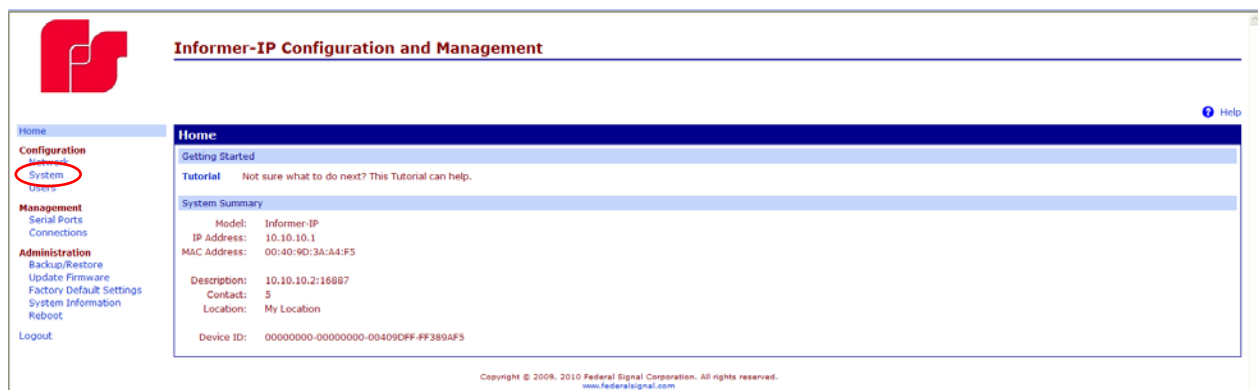 Informer-IP Configuration and Management
Help
Home
Configuration
Network
System
Users
Management
Serial Ports
Connections
Administration
Backup/Restore
Update Firmware
Factory Default Settings
System Information
Reboot
Logout
Home
Getting Started
Tutorial Not sure what to do next? This Tutorial can help.
System Summary
Model: Informer-IP
IP Address: 10.10.10.1
MAC Address: 00:40:9D:3A:A4:F5
Description: 10.10.10.2:16887
Contact: 5
Location: My Location
Device ID: 00000000-00000000-00409DFF-FF389AF5
Copyright © 2009, 2010 Federal Signal Corporation. All rights reserved.
www.federalsignal.com